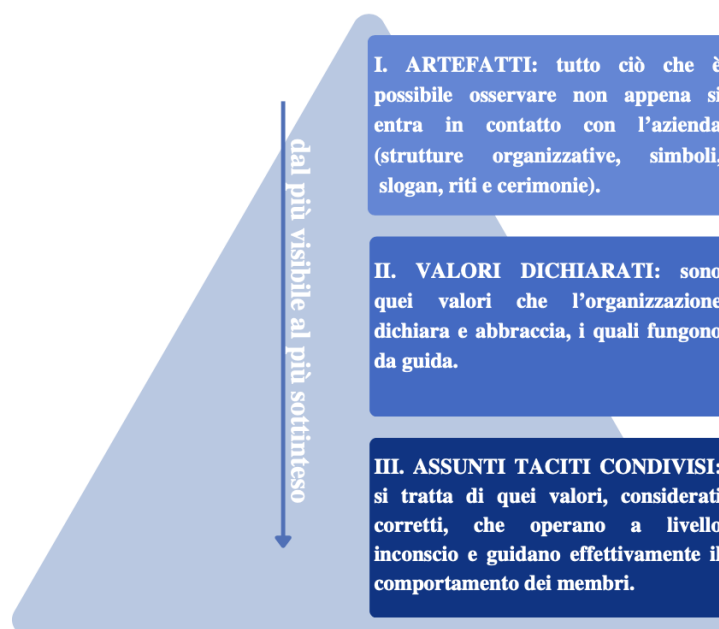 I. ARTEFATTI: tutto ciò che è
possibile osservare non appena si
entra in contatto con l’azienda
(strutture organizzative, simboli,
slogan, riti e cerimonie).
dal più visibile al più sottinteso
II. VALORI DICHIARATI: sono
quei valori che l’organizzazione
dichiara e abbraccia, i quali fungono
da guida.
III. ASSUNTI TACITI CONDIVISI:
si tratta di quei valori, considerati
corretti, che operano a livello
inconscio e guidano effettivamente il
comportamento dei membri.